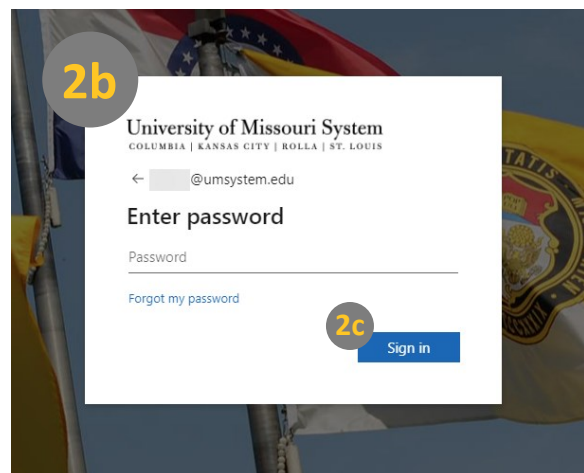 2b
University of Missouri System
COLUMBIA | KANSAS CITY | ROLLA | ST. LOUIS
← @umsystem.edu
Enter password
Password
Forgot my password
2c
Sign in